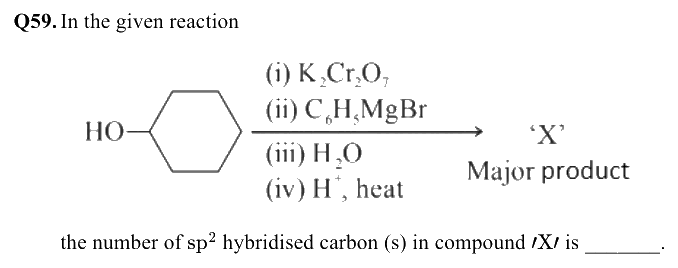 Q59. In the given reaction
(i) K₂Cr₂O₇
(ii) C₆H₅MgBr
HO
'X'
(iii) H₂O
Major product
(iv) H⁺, heat
the number of sp² hybridised carbon (s) in compound ′X′ is ________.